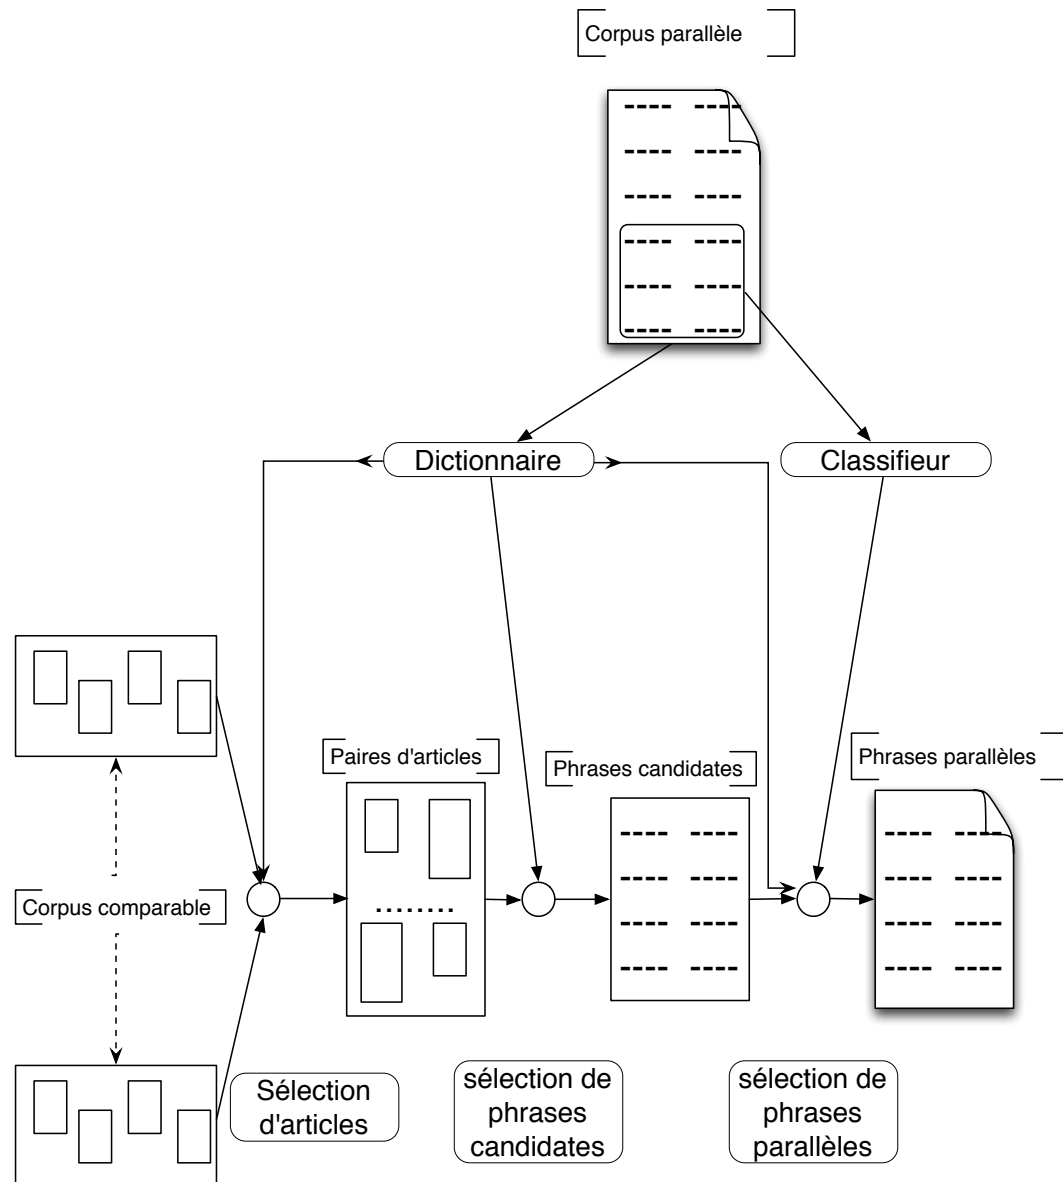 Corpus parallèle
Dictionnaire
Classifieur
Paires d'articles
Phrases candidates
Phrases parallèles
Corpus comparable
Sélection
d'articles
sélection de
phrases
candidates
sélection de
phrases
parallèles